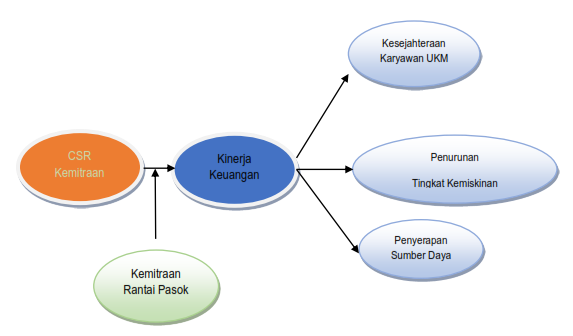 Kesejahteraan
Karyawan UKM
CSR
Kemitraan
Kinerja
Keuangan
Penurunan
Tingkat Kemiskinan
Penyerapan
Sumber Daya
Kemitraan
Rantai Pasok